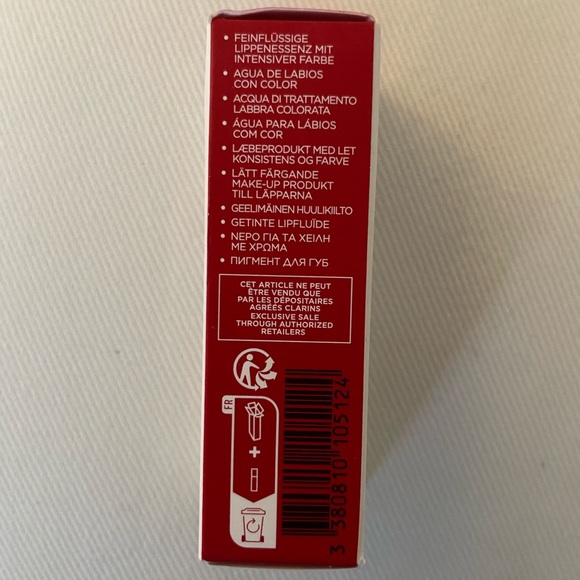 • FEINFLÜSSIGE
LIPPENESSENZ MIT
INTENSIVER FARBE
• AGUA DE LABIOS
CON COLOR
• ACQUA DI TRATTAMENTO
LABBRA COLORATA
• ÁGUA PARA LÁBIOS
COM COR
• LÆBEPRODUKT MED LET
KONSISTENS OG FARVE
• LÄTT FÄRGANDE
MAKE-UP PRODUKT
TILL LÄPPARNA
• GEELIMÄINEN HUULIKIILTO
• GETINTE LIPFLUÏDE
• ΝΕΡΟ ΓΙΑ ΤΑ ΧΕΙΛΗ
ΜΕ ΧΡΩΜΑ
• ПИГМЕНТ ДЛЯ ГУБ
CET ARTICLE NE PEUT
ÊTRE VENDU QUE
PAR LES DÉPOSITAIRES
AGRÉÉS CLARINS
EXCLUSIVE SALE
THROUGH AUTHORIZED
RETAILERS
FR
+
3 380810 105124